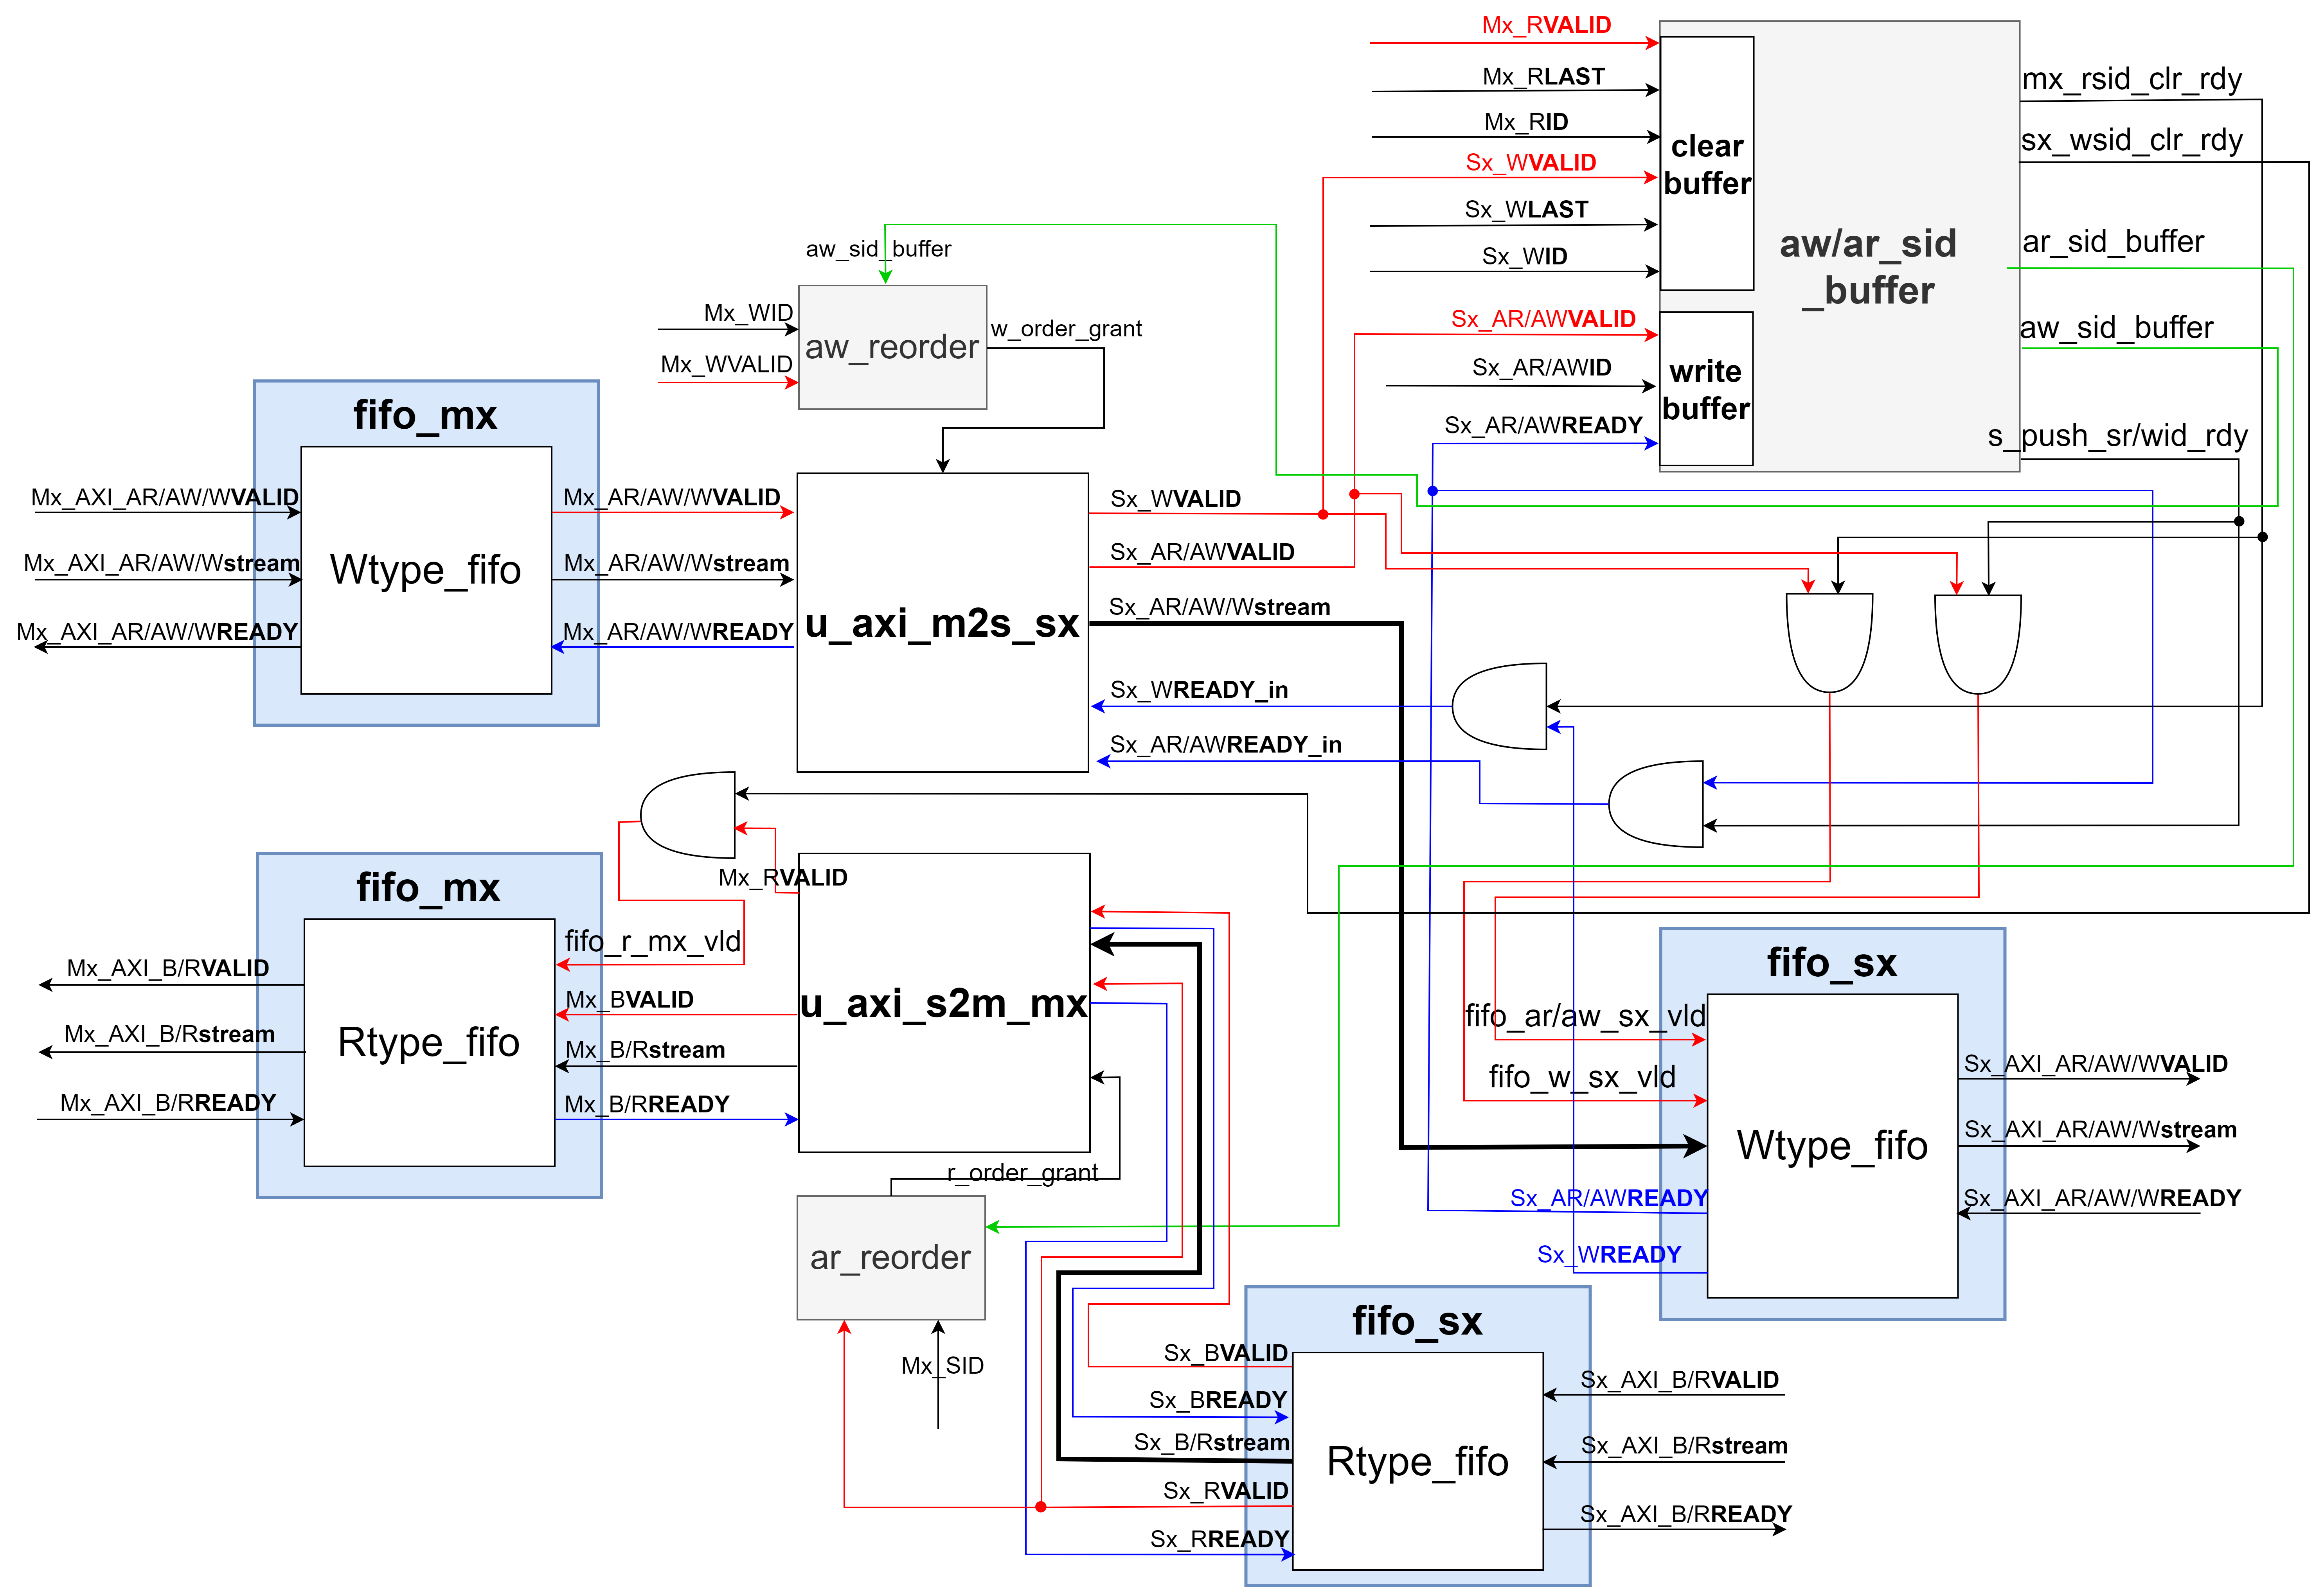 Mx_RVALID
Mx_RLAST
Mx_RID
Sx_WVALID
Sx_WLAST
Sx_WID
Sx_AR/AWVALID
Sx_AR/AWID
Sx_AR/AWREADY
clear
buffer
write
buffer
aw/ar_sid
_buffer
mx_rsid_clr_rdy
sx_wsid_clr_rdy
ar_sid_buffer
aw_sid_buffer
s_push_sr/wid_rdy
aw_sid_buffer
Mx_WID
Mx_WVALID
aw_reorder
w_order_grant
fifo_mx
Wtype_fifo
Mx_AXI_AR/AW/WVALID
Mx_AXI_AR/AW/Wstream
Mx_AXI_AR/AW/WREADY
Mx_AR/AW/WVALID
Mx_AR/AW/Wstream
Mx_AR/AW/WREADY
u_axi_m2s_sx
Sx_WVALID
Sx_AR/AWVALID
Sx_AR/AW/Wstream
Sx_WREADY_in
Sx_AR/AWREADY_in
fifo_mx
Rtype_fifo
Mx_AXI_B/RVALID
Mx_AXI_B/Rstream
Mx_AXI_B/RREADY
Mx_RVALID
fifo_r_mx_vld
Mx_BVALID
Mx_B/Rstream
Mx_B/RREADY
u_axi_s2m_mx
r_order_grant
ar_reorder
Mx_SID
fifo_sx
Wtype_fifo
fifo_ar/aw_sx_vld
fifo_w_sx_vld
Sx_AR/AWREADY
Sx_WREADY
Sx_AXI_AR/AW/WVALID
Sx_AXI_AR/AW/Wstream
Sx_AXI_AR/AW/WREADY
fifo_sx
Rtype_fifo
Sx_BVALID
Sx_BREADY
Sx_B/Rstream
Sx_RVALID
Sx_RREADY
Sx_AXI_B/RVALID
Sx_AXI_B/Rstream
Sx_AXI_B/RREADY